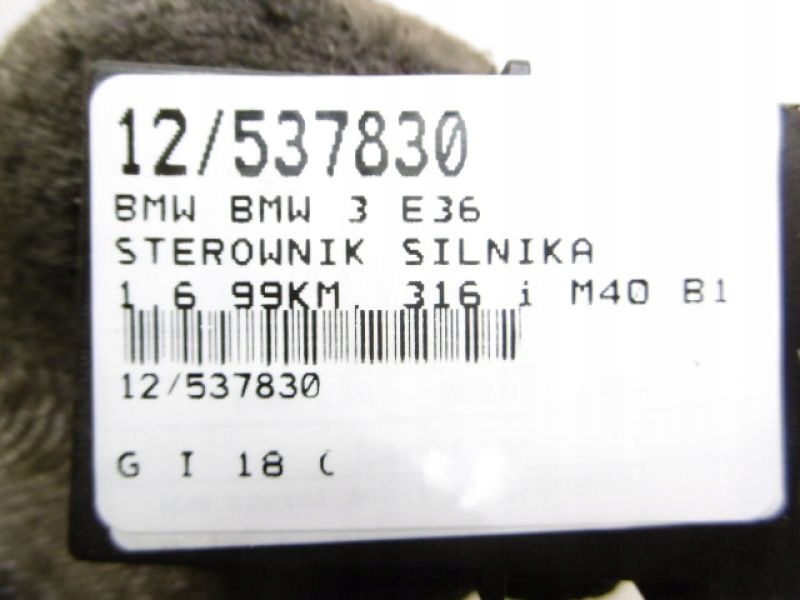 12/537830
BMW BMW 3 E36
STEROWNIK SILNIKA
1.6 99KM. 316 i M40 B1
12/537830
G I 18